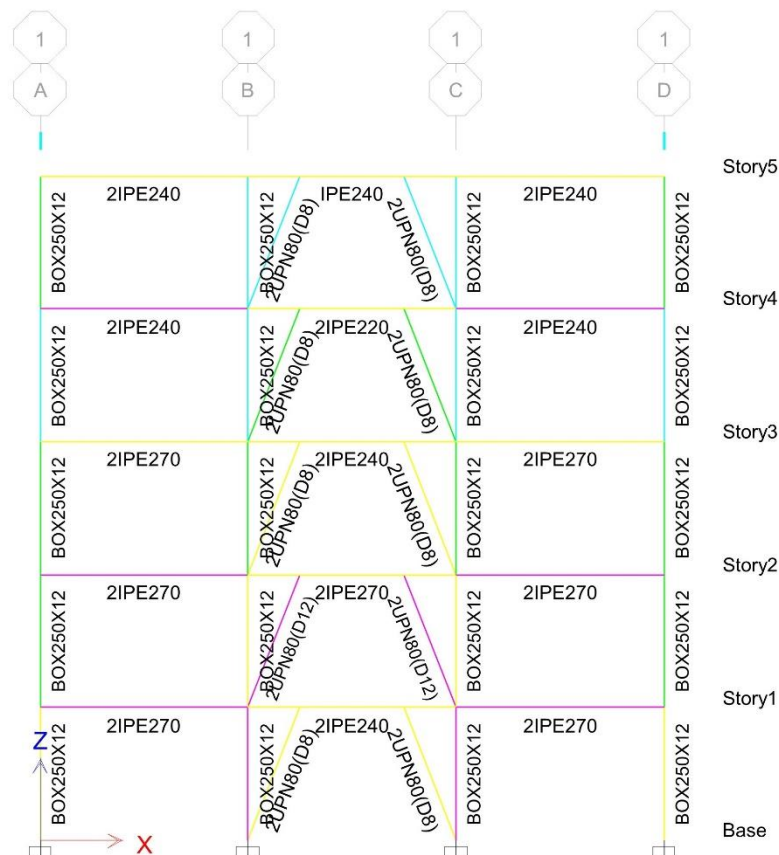 1 1 1 1
A B C D
Story5
2IPE240 IPE240 2IPE240
BOX250X12 BOX250X12 2UPN80(D8) 2UPN80(D8) BOX250X12 BOX250X12
Story4
2IPE240 2IPE220 2IPE240
BOX250X12 BOX250X12 2UPN80(D8) 2UPN80(D8) BOX250X12 BOX250X12
Story3
2IPE270 2IPE240 2IPE270
BOX250X12 BOX250X12 2UPN80(D8) 2UPN80(D8) BOX250X12 BOX250X12
Story2
2IPE270 2IPE270 2IPE270
BOX250X12 BOX250X12 2UPN80(D12) 2UPN80(D12) BOX250X12 BOX250X12
Story1
2IPE270 2IPE240 2IPE270
BOX250X12 BOX250X12 2UPN80(D8) 2UPN80(D8) BOX250X12 BOX250X12
Z
X
Base